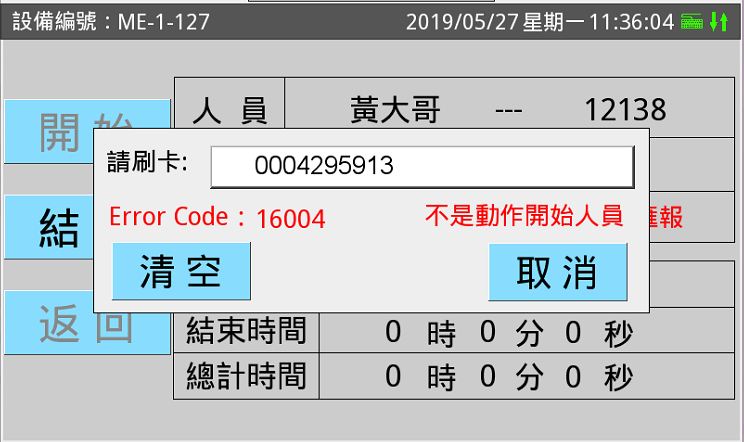 設備編號：ME-1-127 2019/05/27 星期一 11:36:04
開始
人 員 黃大哥 --- 12138
請刷卡: 0004295913
Error Code：16004 不是動作開始人員 報
結
清空 取消
返回
結束時間 0 時 0 分 0 秒
總計時間 0 時 0 分 0 秒